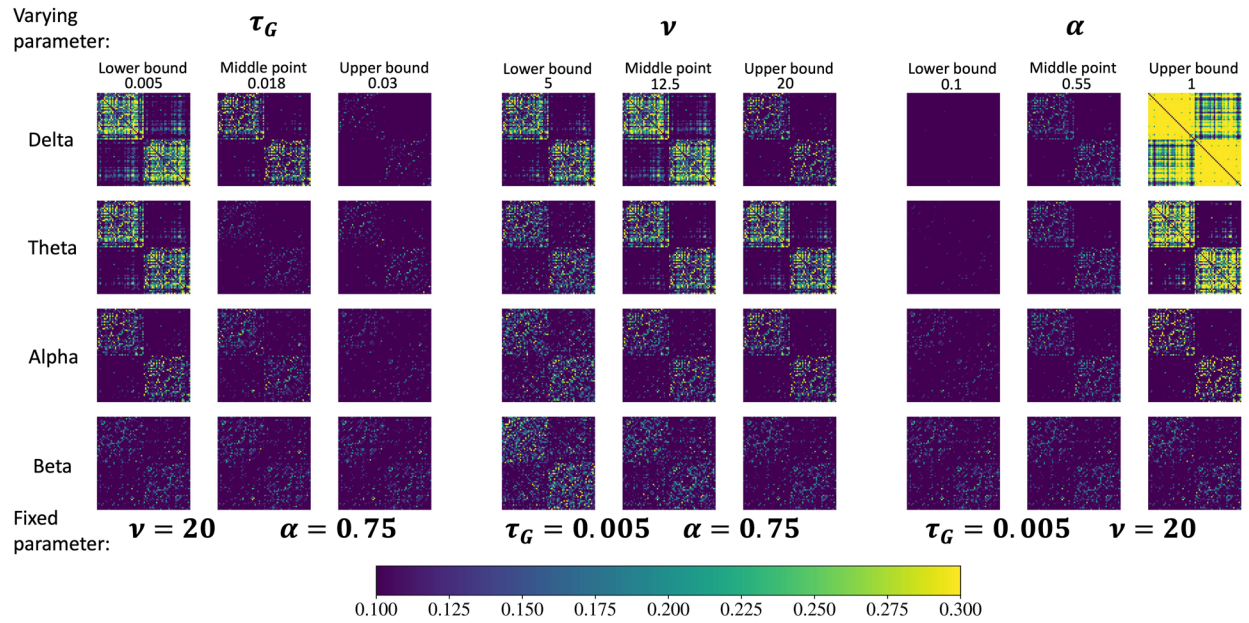 Varying parameter: τ_G ν α
Lower bound 0.005 Middle point 0.018 Upper bound 0.03 Lower bound 5 Middle point 12.5 Upper bound 20 Lower bound 0.1 Middle point 0.55 Upper bound 1
Delta
Theta
Alpha
Beta
Fixed parameter: ν = 20 α = 0.75 τ_G = 0.005 α = 0.75 τ_G = 0.005 ν = 20
0.100 0.125 0.150 0.175 0.200 0.225 0.250 0.275 0.300